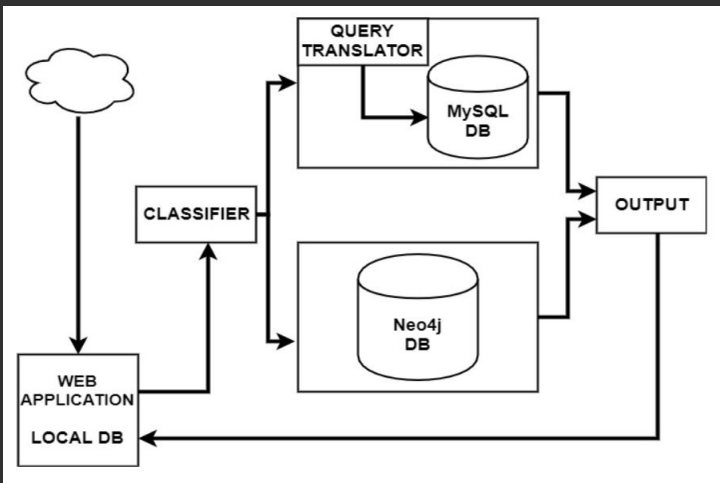 QUERY
TRANSLATOR
MySQL
DB
CLASSIFIER
OUTPUT
Neo4j
DB
WEB
APPLICATION
LOCAL DB